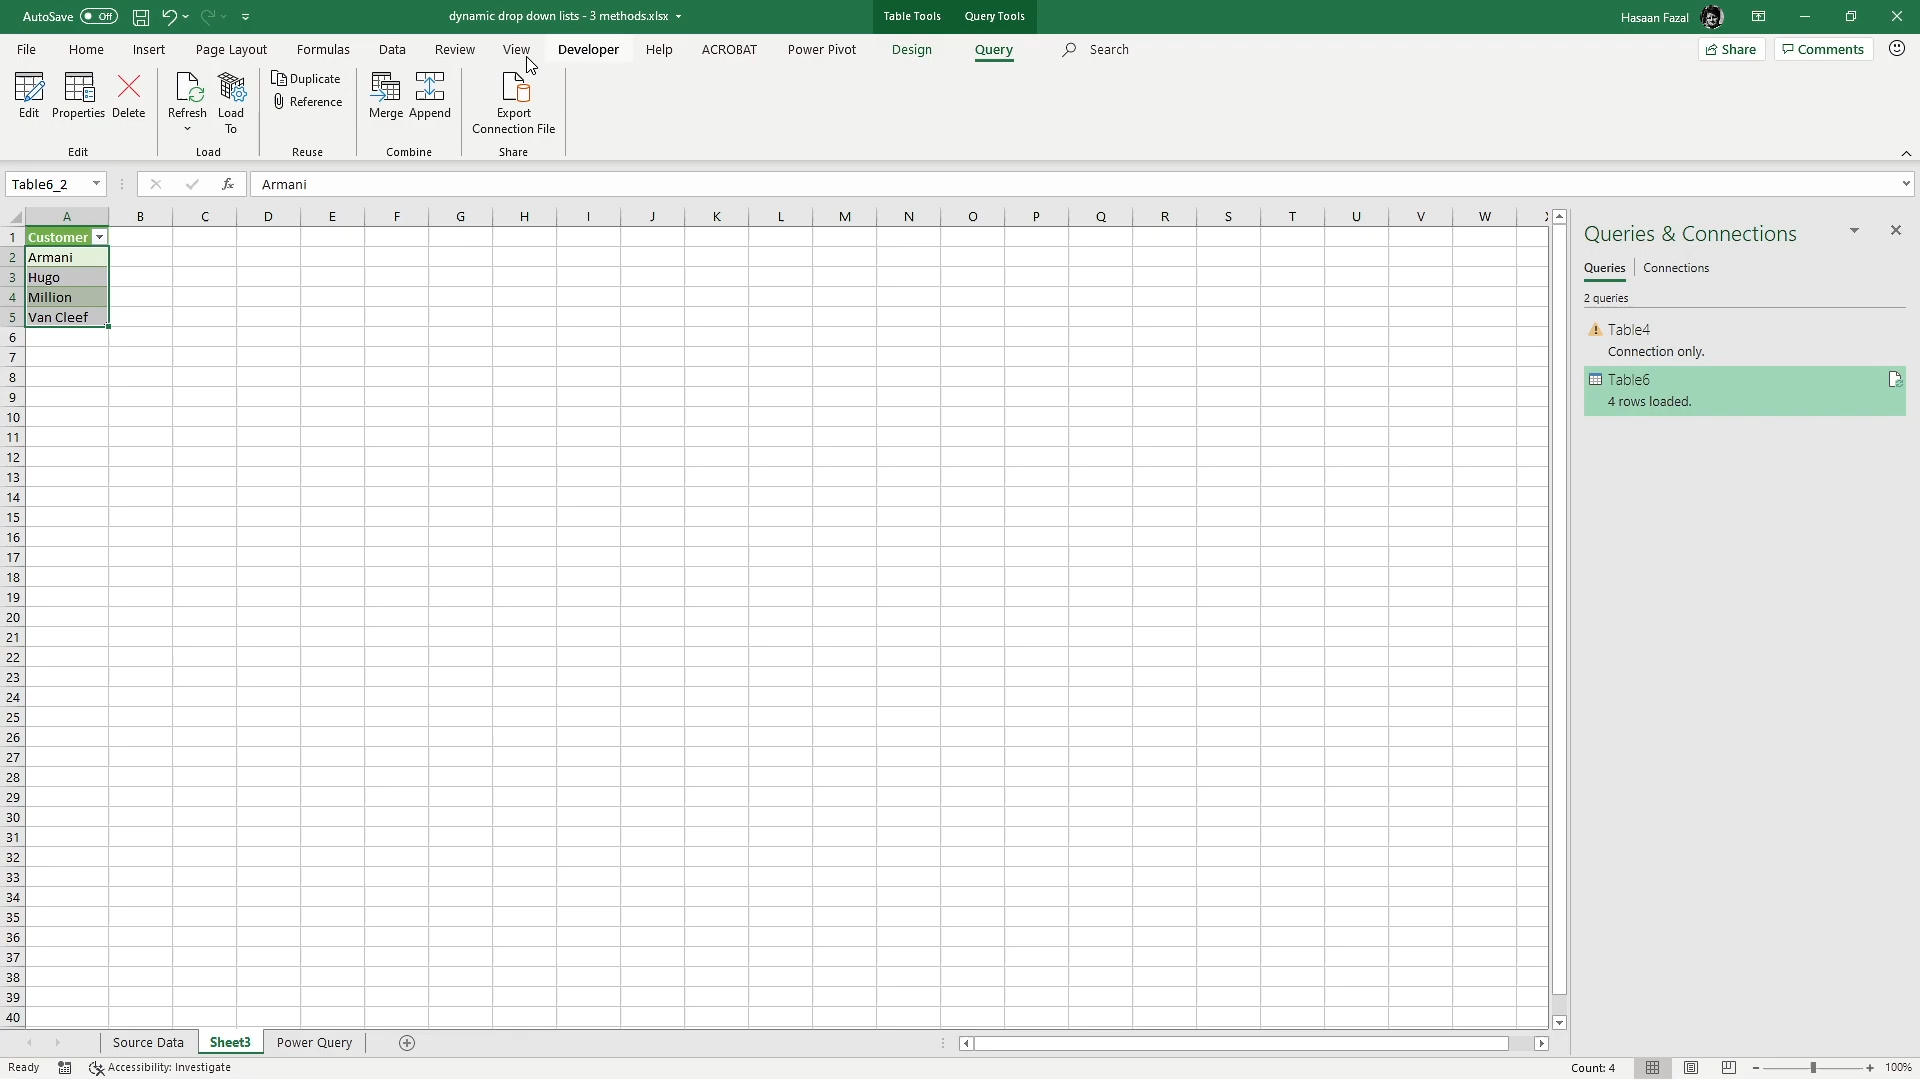 AutoSave Off dynamic drop down lists - 3 methods.xlsx Table Tools Query Tools Hasaan Fazal
File Home Insert Page Layout Formulas Data Review View Developer Help ACROBAT Power Pivot Design Query Search Share Comments
Edit Properties Delete Refresh Load To Duplicate Reference Merge Append Export Connection File
Edit Load Reuse Combine Share
Table6_2 fx Armani
A B C D E F G H I J K L M N O P Q R S T U V W
1 Customer
2 Armani
3 Hugo
4 Million
5 Van Cleef
6
7
8
9
10
11
12
13
14
15
16
17
18
19
20
21
22
23
24
25
26
27
28
29
30
31
32
33
34
35
36
37
38
39
40
Queries & Connections
Queries Connections
2 queries
Table4
Connection only.
Table6
4 rows loaded.
Source Data Sheet3 Power Query
Ready Accessibility: Investigate Count: 4 100%